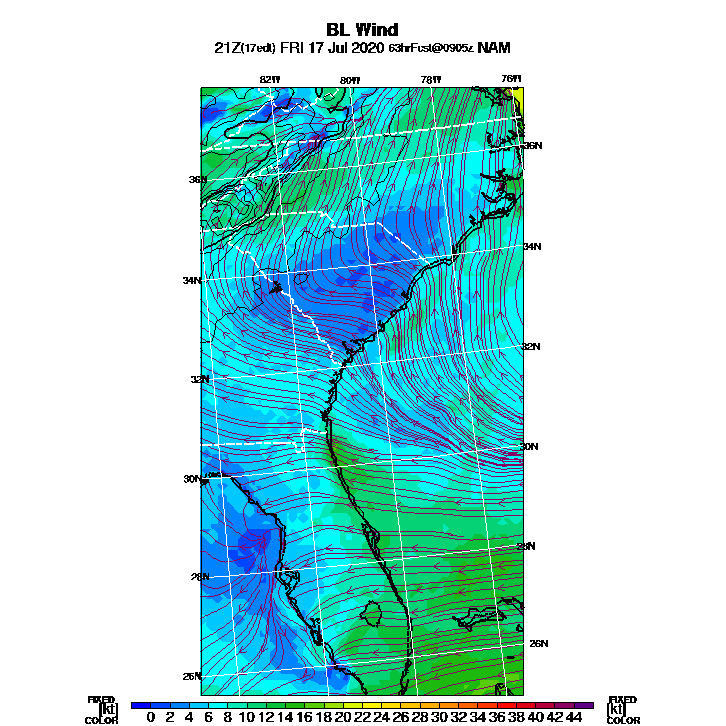 BL Wind
21Z(17edt) FRI 17 Jul 2020 63hrFcst@0905z NAM
82W 80W 78W 76W
36N
36N
34N
34N
32N
32N
30N
30N
28N
28N
26N
26N
FIXED FIXED
[kt] 0 2 4 6 8 10 12 14 16 18 20 22 24 26 28 30 32 34 36 38 40 42 44 [kt]
COLOR COLOR